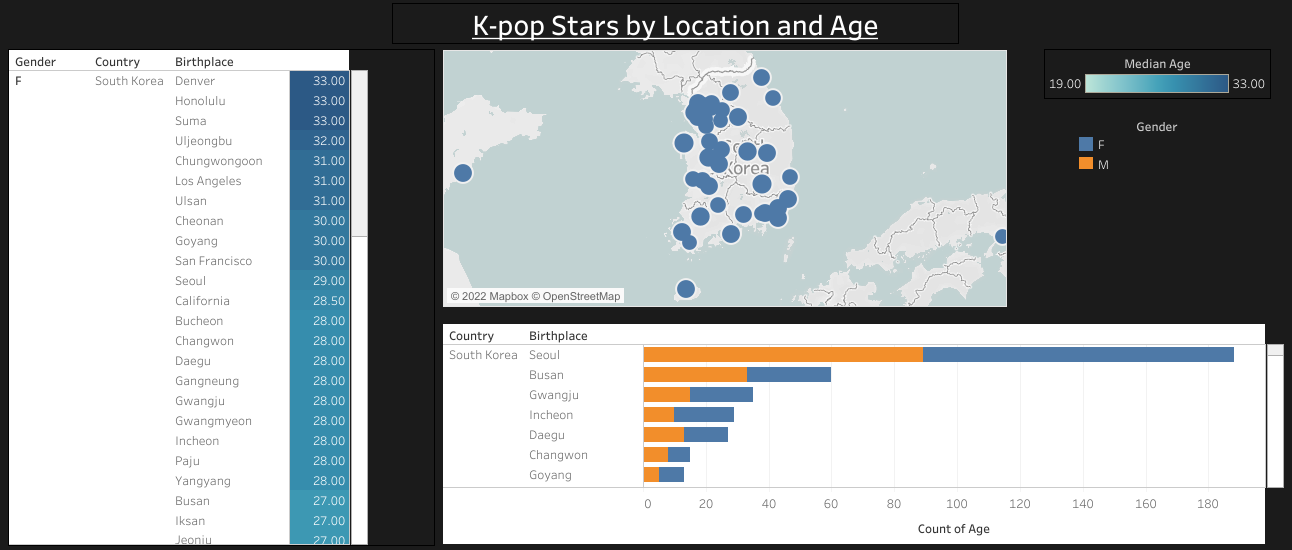 K-pop Stars by Location and Age
Gender Country Birthplace
F South Korea Denver 33.00
Honolulu 33.00
Suma 33.00
Uljeongbu 32.00
Chungwongoon 31.00
Los Angeles 31.00
Ulsan 31.00
Cheonan 30.00
Goyang 30.00
San Francisco 30.00
Seoul 29.00
California 28.50
Bucheon 28.00
Changwon 28.00
Daegu 28.00
Gangneung 28.00
Gwangju 28.00
Gwangmyeon 28.00
Incheon 28.00
Paju 28.00
Yangyang 28.00
Busan 27.00
Iksan 27.00
Jeonju 27.00
South
Korea
© 2022 Mapbox © OpenStreetMap
Median Age
19.00 33.00
Gender
F
M
Country Birthplace
South Korea Seoul
Busan
Gwangju
Incheon
Daegu
Changwon
Goyang
0 20 40 60 80 100 120 140 160 180
Count of Age